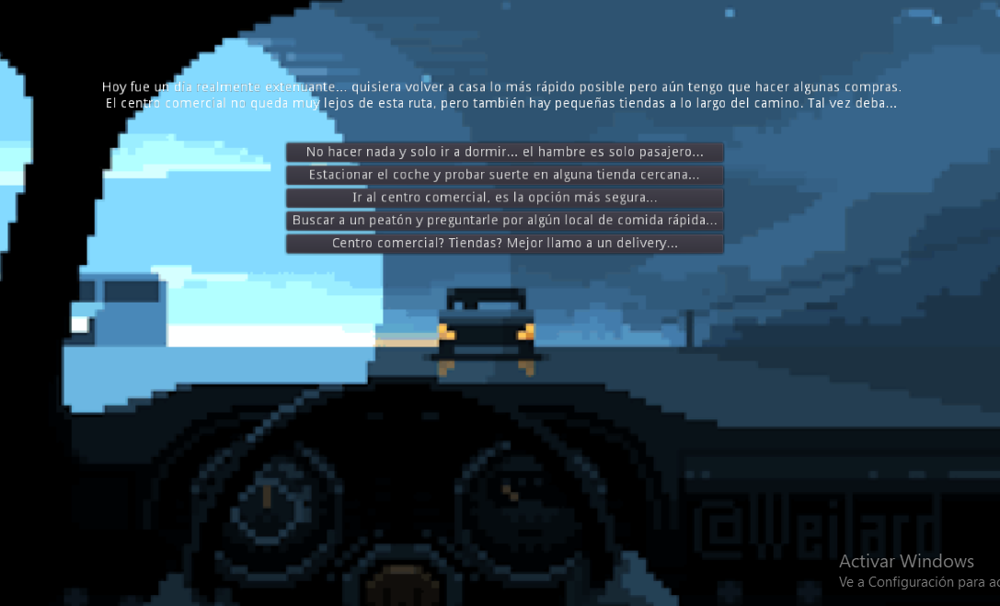 Hoy fue un dia realmente extenuante... quisiera volver a casa lo más rápido posible pero aún tengo que hacer algunas compras.
El centro comercial no queda muy lejos de esta ruta, pero también hay pequeñas tiendas a lo largo del camino. Tal vez deba...
No hacer nada y solo ir a dormir... el hambre es solo pasajero...
Estacionar el coche y probar suerte en alguna tienda cercana...
Ir al centro comercial, es la opción más segura...
Buscar a un peatón y preguntarle por algún local de comida rápida...
Centro comercial? Tiendas? Mejor llamo a un delivery...
@Weilard
Activar Windows
Ve a Configuración para ac